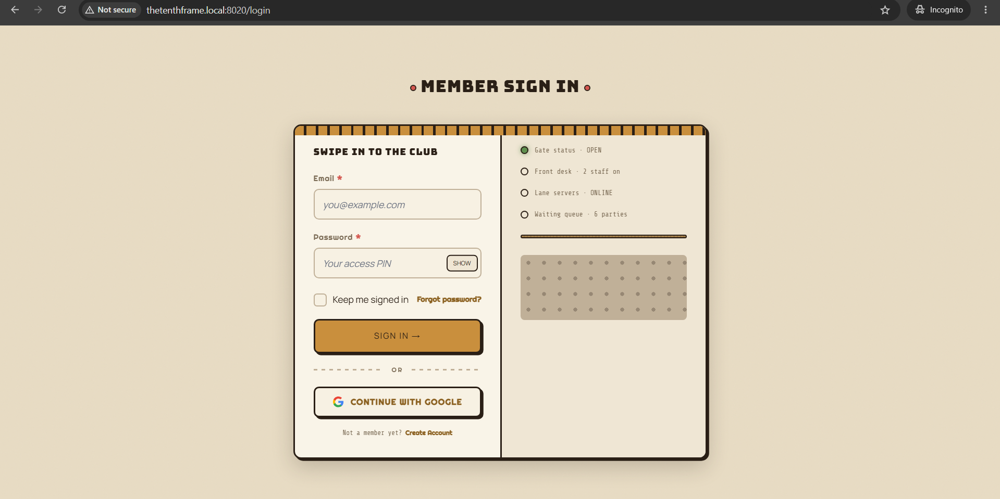 Not secure
thetenthframe.local:8020/login
Incognito
MEMBER SIGN IN
SWIPE IN TO THE CLUB
Email *
you@example.com
Password *
Your access PIN
SHOW
Keep me signed in
Forgot password?
SIGN IN →
OR
CONTINUE WITH GOOGLE
Not a member yet? Create Account
Gate status · OPEN
Front desk · 2 staff on
Lane servers · ONLINE
Waiting queue · 6 parties